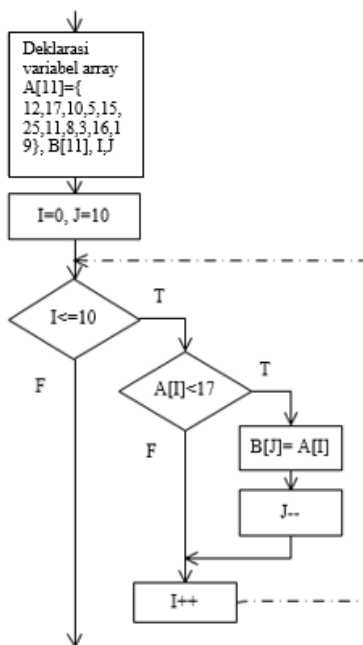 Deklarasi
variabel array
A[11]={
12,17,10,5,15,
25,11,8,3,16,1
9}, B[11], I,J
I=0, J=10
I<=10
T
F
A[I]<17
T
F
B[J]= A[I]
J--
I++